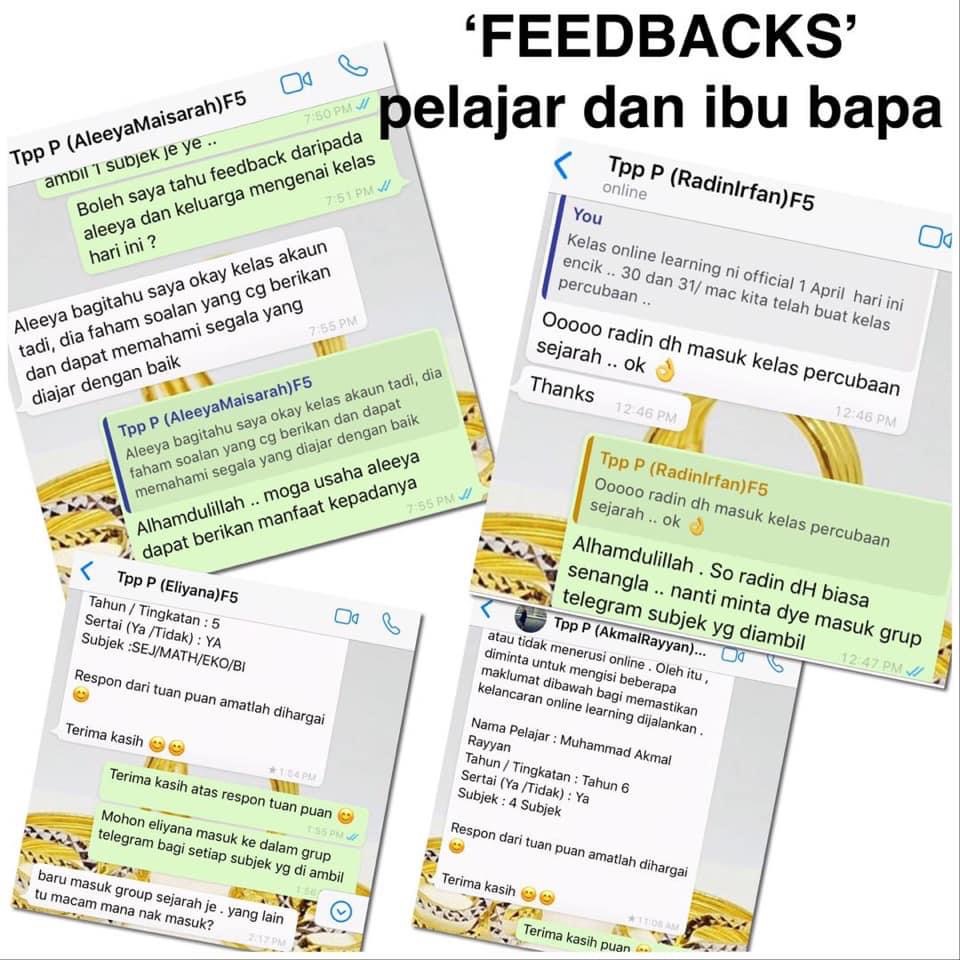 ‘FEEDBACKS’
pelajar dan ibu bapa
Tpp P (AleeyaMaisarah)F5
ambil 1 subjek je ye ..
7:50 PM
Boleh saya tahu feedback daripada
aleeya dan keluarga mengenai kelas
hari ini ?
7:51 PM
Aleeya bagitahu saya okay kelas akaun
tadi, dia faham soalan yang cg berikan
dan dapat memahami segala yang
diajar dengan baik
7:55 PM
Tpp P (AleeyaMaisarah)F5
Aleeya bagitahu saya okay kelas akaun tadi, dia
faham soalan yang cg berikan dan dapat
memahami segala yang diajar dengan baik
Alhamdulillah .. moga usaha aleeya
dapat berikan manfaat kepadanya
7:55 PM
Tpp P (RadinIrfan)F5
online
You
Kelas online learning ni official 1 April hari ini
encik .. 30 dan 31/ mac kita telah buat kelas
percubaan ..
Ooooo radin dh masuk kelas percubaan
sejarah .. ok 👌
12:46 PM
Thanks
12:46 PM
Tpp P (RadinIrfan)F5
Ooooo radin dh masuk kelas percubaan
sejarah .. ok 👌
Alhamdulillah . So radin dH biasa
senangla .. nanti minta dye masuk grup
telegram subjek yg diambil
12:47 PM
Tpp P (Eliyana)F5
Tahun / Tingkatan : 5
Sertai (Ya /Tidak) : YA
Subjek :SEJ/MATH/EKO/BI
Respon dari tuan puan amatlah dihargai
😊
Terima kasih 😊😊
★ 1:54 PM
Terima kasih atas respon tuan puan 😊
1:55 PM
Mohon eliyana masuk ke dalam grup
telegram bagi setiap subjek yg di ambil
1:56
baru masuk group sejarah je . yang lain
tu macam mana nak masuk?
2:17 PM
Tpp P (AkmalRayyan)...
atau tidak menerusi online . Oleh itu ,
diminta untuk mengisi beberapa
maklumat dibawah bagi memastikan
kelancaran online learning dijalankan .
Nama Pelajar : Muhammad Akmal
Rayyan
Tahun / Tingkatan : Tahun 6
Sertai (Ya /Tidak) : Ya
Subjek : 4 Subjek
Respon dari tuan puan amatlah dihargai
😊
Terima kasih 😊😊
★ 11:08 AM
Terima kasih puan 😊